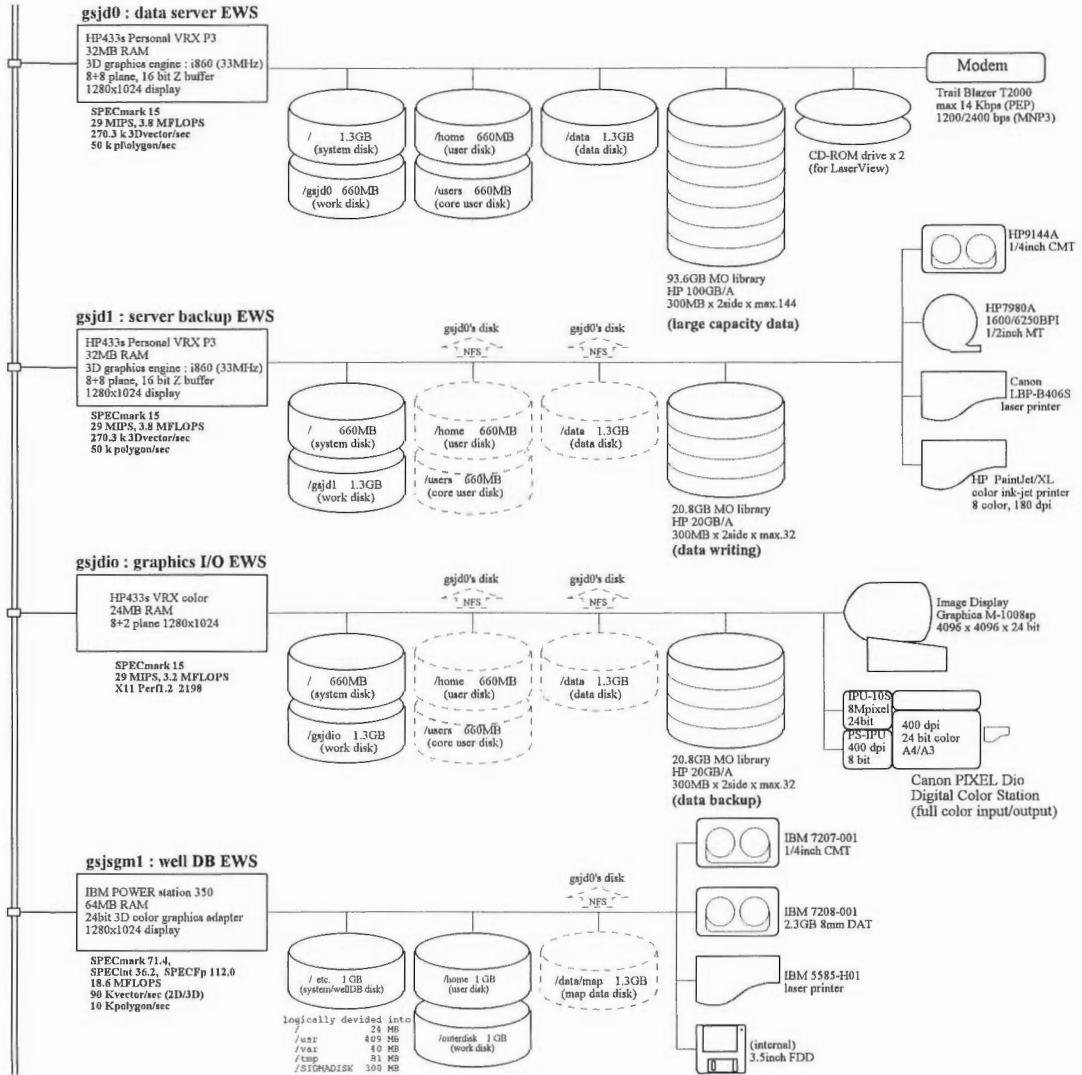 gsjd0 : data server EWS
HP433s Personal VRX P3
32MB RAM
3D graphics engine : i860 (33MHz)
8+8 plane, 16 bit Z buffer
1280x1024 display
SPECmark 15
29 MIPS, 3.8 MFLOPS
270.3 k 3Dvector/sec
50 k pl\olygon/sec
/ 1.3GB
(system disk)
/gsjd0 660MB
(work disk)
/home 660MB
(user disk)
/users 660MB
(core user disk)
/data 1.3GB
(data disk)
93.6GB MO library
HP 100GB/A
300MB x 2side x max.144
(large capacity data)
CD-ROM drive x 2
(for LaserView)
Modem
Trail Blazer T2000
max 14 Kbps (PEP)
1200/2400 bps (MNP3)
gsjd1 : server backup EWS
HP433s Personal VRX P3
32MB RAM
3D graphics engine : i860 (33MHz)
8+8 plane, 16 bit Z buffer
1280x1024 display
SPECmark 15
29 MIPS, 3.8 MFLOPS
270.3 k 3Dvector/sec
50 k polygon/sec
/ 660MB
(system disk)
/gsjd1 1.3GB
(work disk)
gsjd0's disk
NFS
/home 660MB
(user disk)
/users 660MB
(core user disk)
gsjd0's disk
NFS
/data 1.3GB
(data disk)
20.8GB MO library
HP 20GB/A
300MB x 2side x max.32
(data writing)
HP9144A
1/4inch CMT
HP7980A
1600/6250BPI
1/2inch MT
Canon
LBP-B406S
laser printer
HP PaintJet/XL
color ink-jet printer
8 color, 180 dpi
gsjdio : graphics I/O EWS
HP433s VRX color
24MB RAM
8+2 plane 1280x1024
SPECmark 15
29 MIPS, 3.2 MFLOPS
X11 Perf1.2 2198
/ 660MB
(system disk)
/gsjdio 1.3GB
(work disk)
gsjd0's disk
NFS
/home 660MB
(user disk)
/users 660MB
(core user disk)
gsjd0's disk
NFS
/data 1.3GB
(data disk)
20.8GB MO library
HP 20GB/A
300MB x 2side x max.32
(data backup)
Image Display
Graphica M-1008sp
4096 x 4096 x 24 bit
IPU-10S
8Mpixel
24bit
PS-IPU
400 dpi
8 bit
400 dpi
24 bit color
A4/A3
Canon PIXEL Dio
Digital Color Station
(full color input/output)
gsjsgm1 : well DB EWS
IBM POWER station 350
64MB RAM
24bit 3D color graphics adapter
1280x1024 display
SPECmark 71.4,
SPECInt 36.2, SPECFp 112.0
18.6 MFLOPS
90 Kvector/sec (2D/3D)
10 Kpolygon/sec
/ etc. 1 GB
(system/wellDB disk)
logically devided into
/ 24 MB
/usr 409 MB
/var 40 MB
/tmp 81 MB
/SIGMADISK 300 MB
/home 1 GB
(user disk)
/outerdisk 1 GB
(work disk)
gsjd0's disk
NFS
/data/map 1.3GB
(map data disk)
IBM 7207-001
1/4inch CMT
IBM 7208-001
2.3GB 8mm DAT
IBM 5585-H01
laser printer
(internal)
3.5inch FDD